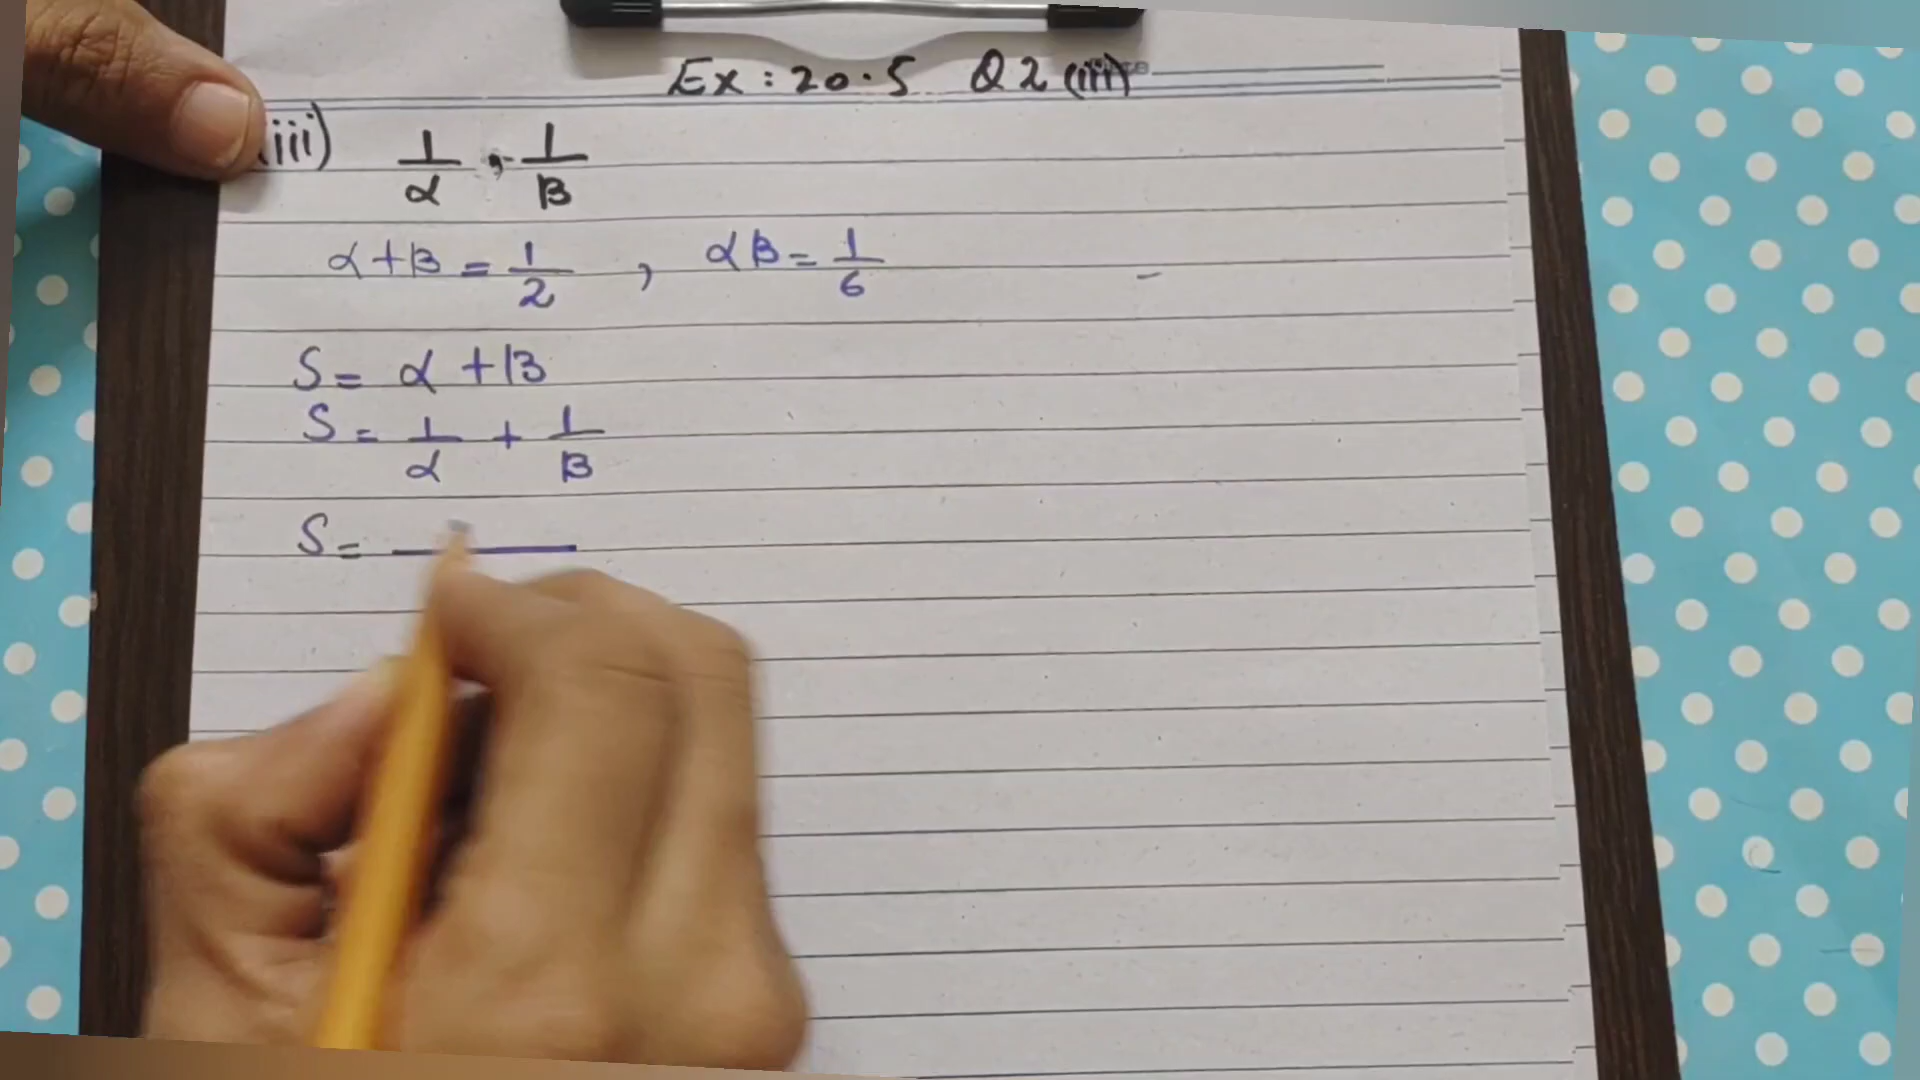 Ex : 20.5 Q2 (iii)
(iii) 1/α , 1/β
α+β = 1/2 , αβ = 1/6
S = α + β
S = 1/α + 1/β
S =